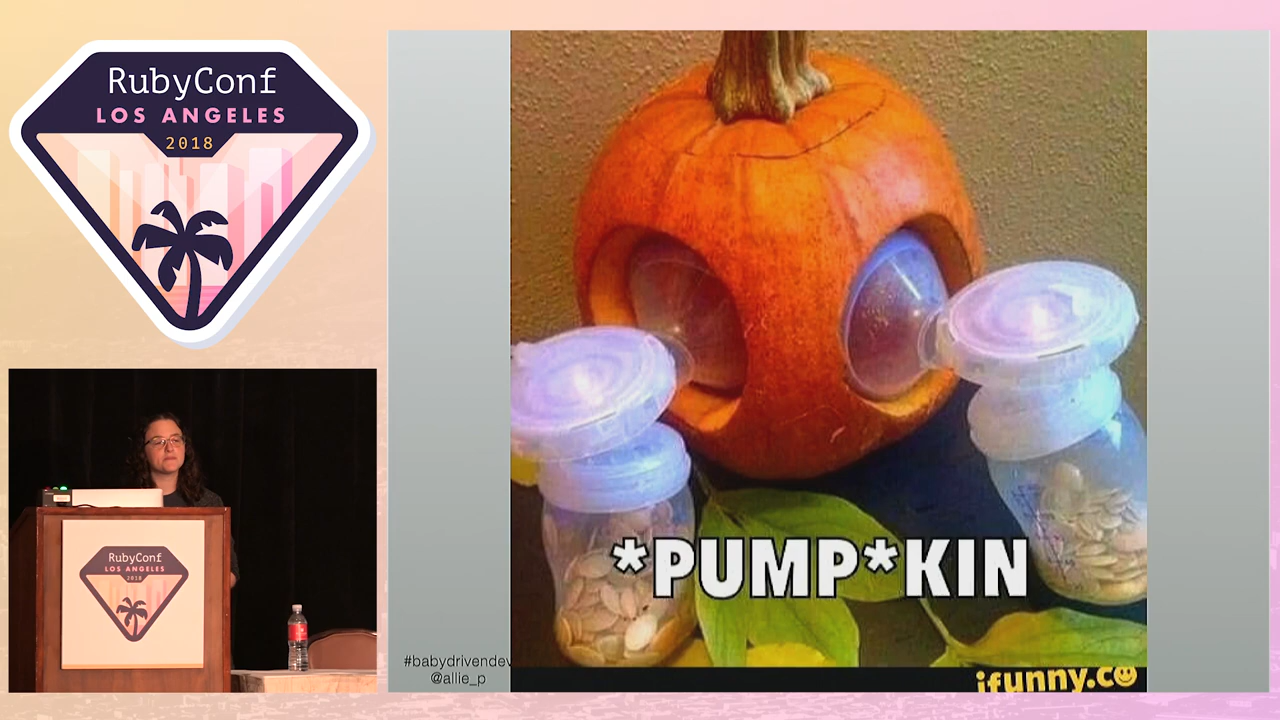 RubyConf
LOS ANGELES
2018
*PUMP*KIN
#babydrivendev
@allie_p
ifunny.co
RubyConf
LOS ANGELES
2018